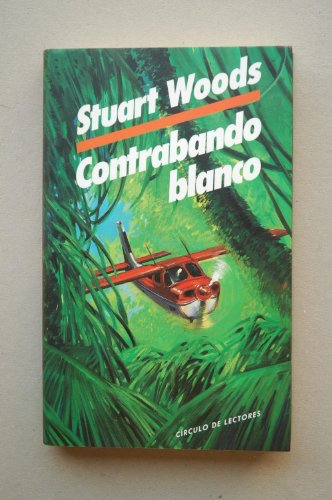 Stuart Woods
Contrabando
blanco
CÍRCULO DE LECTORES